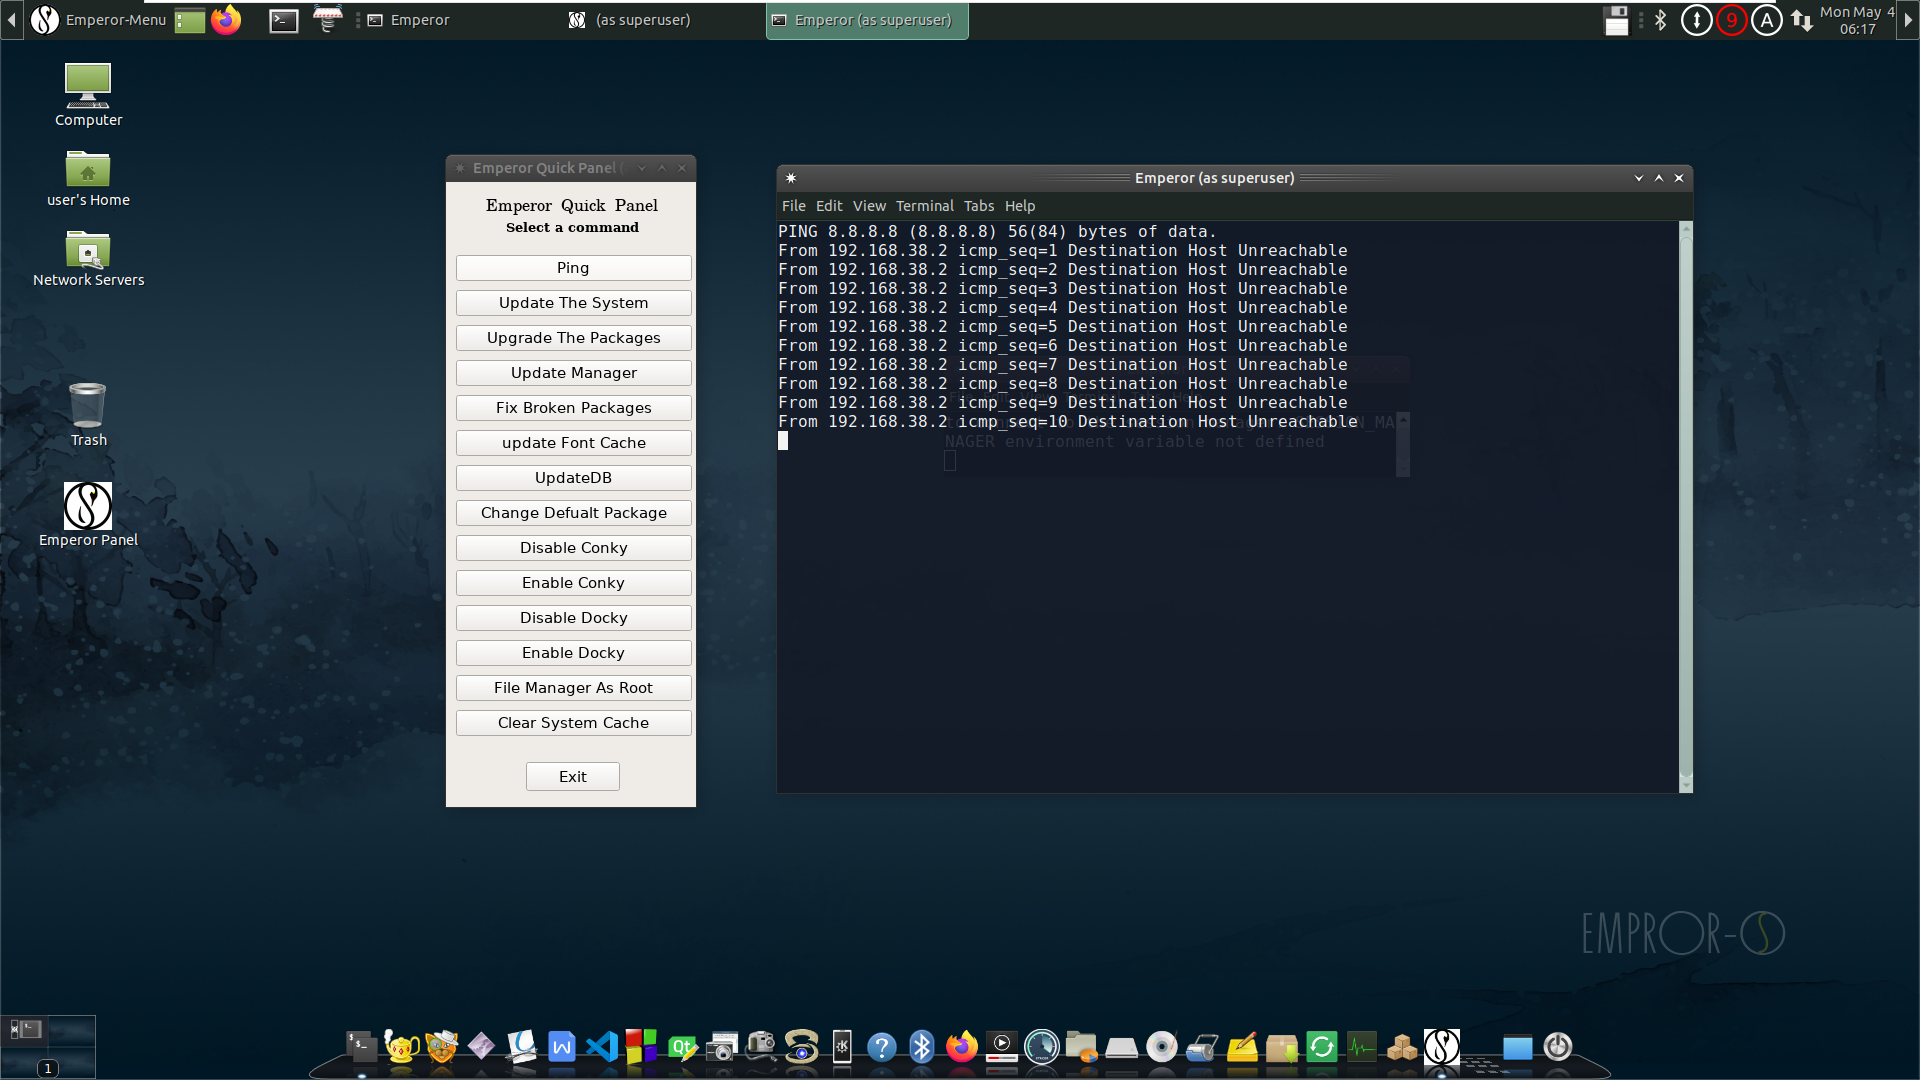 Emperor-Menu
Emperor
(as superuser)
Emperor (as superuser)
9
A
Mon May 4
06:17
Computer
user's Home
Network Servers
Trash
Emperor Panel
Emperor Quick Panel (
Emperor Quick Panel
Select a command
Ping
Update The System
Upgrade The Packages
Update Manager
Fix Broken Packages
update Font Cache
UpdateDB
Change Defualt Package
Disable Conky
Enable Conky
Disable Docky
Enable Docky
File Manager As Root
Clear System Cache
Exit
Emperor (as superuser)
File Edit View Terminal Tabs Help
PING 8.8.8.8 (8.8.8.8) 56(84) bytes of data.
From 192.168.38.2 icmp_seq=1 Destination Host Unreachable
From 192.168.38.2 icmp_seq=2 Destination Host Unreachable
From 192.168.38.2 icmp_seq=3 Destination Host Unreachable
From 192.168.38.2 icmp_seq=4 Destination Host Unreachable
From 192.168.38.2 icmp_seq=5 Destination Host Unreachable
From 192.168.38.2 icmp_seq=6 Destination Host Unreachable
From 192.168.38.2 icmp_seq=7 Destination Host Unreachable
From 192.168.38.2 icmp_seq=8 Destination Host Unreachable
From 192.168.38.2 icmp_seq=9 Destination Host Unreachable
From 192.168.38.2 icmp_seq=10 Destination Host Unreachable
NAGER environment variable not defined
EMPROR-OS
1
Qt